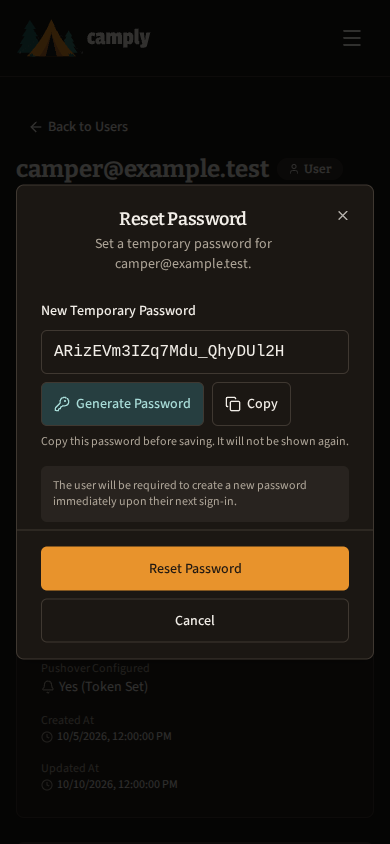 camply
Back to Users
camper@example.test
User
Reset Password
Set a temporary password for
camper@example.test.
New Temporary Password
ARizEVm3IZq7Mdu_QhyDUl2H
Generate Password
Copy
Copy this password before saving. It will not be shown again.
The user will be required to create a new password
immediately upon their next sign-in.
Reset Password
Cancel
Pushover Configured
Yes (Token Set)
Created At
10/5/2026, 12:00:00 PM
Updated At
10/10/2026, 12:00:00 PM